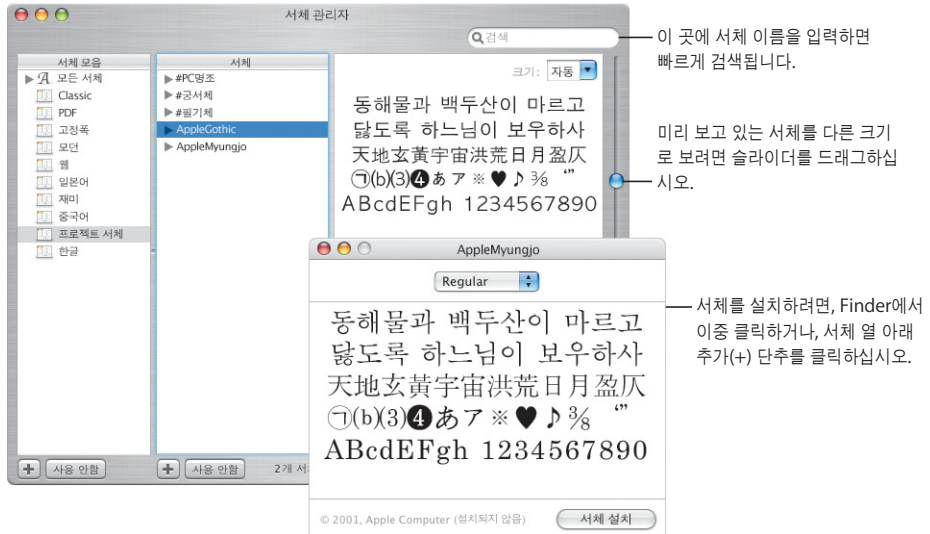 서체 관리자
검색
서체 모음
모든 서체
Classic
PDF
고정폭
모던
웹
일본어
재미
중국어
프로젝트 서체
한글
사용 안함
서체
#PC명조
#궁서체
#필기체
AppleGothic
AppleMyungjo
사용 안함
2개 서
크기: 자동
동해물과 백두산이 마르고
닳도록 하느님이 보우하사
天地玄黃宇宙洪荒日月盈仄
㉠(b)(3)❹あア※♥♪⅜ ‘”
ABcdEFgh 1234567890
AppleMyungjo
Regular
동해물과 백두산이 마르고
닳도록 하느님이 보우하사
天地玄黃宇宙洪荒日月盈仄
㉠(b)(3)❹あア※♥♪⅜ ‘”
ABcdEFgh 1234567890
© 2001, Apple Computer (설치되지 않음)
서체 설치
이 곳에 서체 이름을 입력하면
빠르게 검색됩니다.
미리 보고 있는 서체를 다른 크기
로 보려면 슬라이더를 드래그하십
시오.
서체를 설치하려면, Finder에서
이중 클릭하거나, 서체 열 아래
추가(+) 단추를 클릭하십시오.